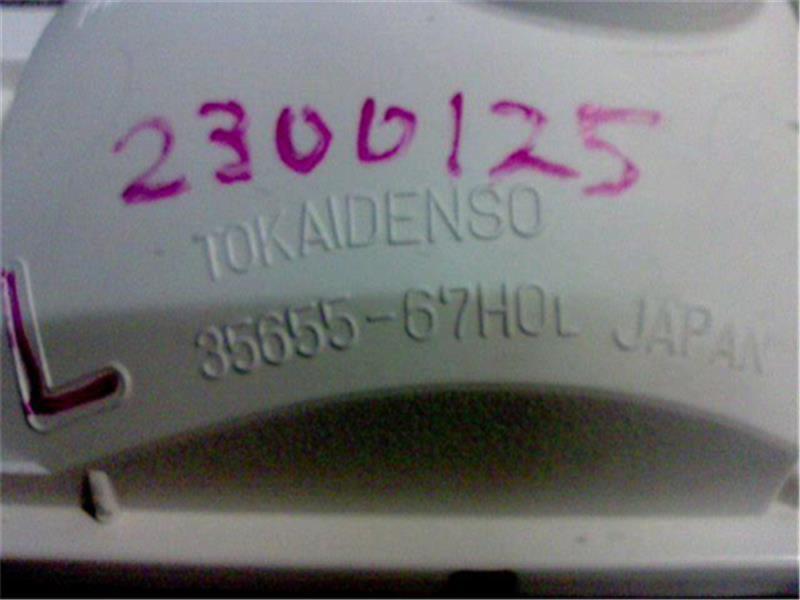 2300125
TOKAIDENSO
35655-67H0L JAPAN
L